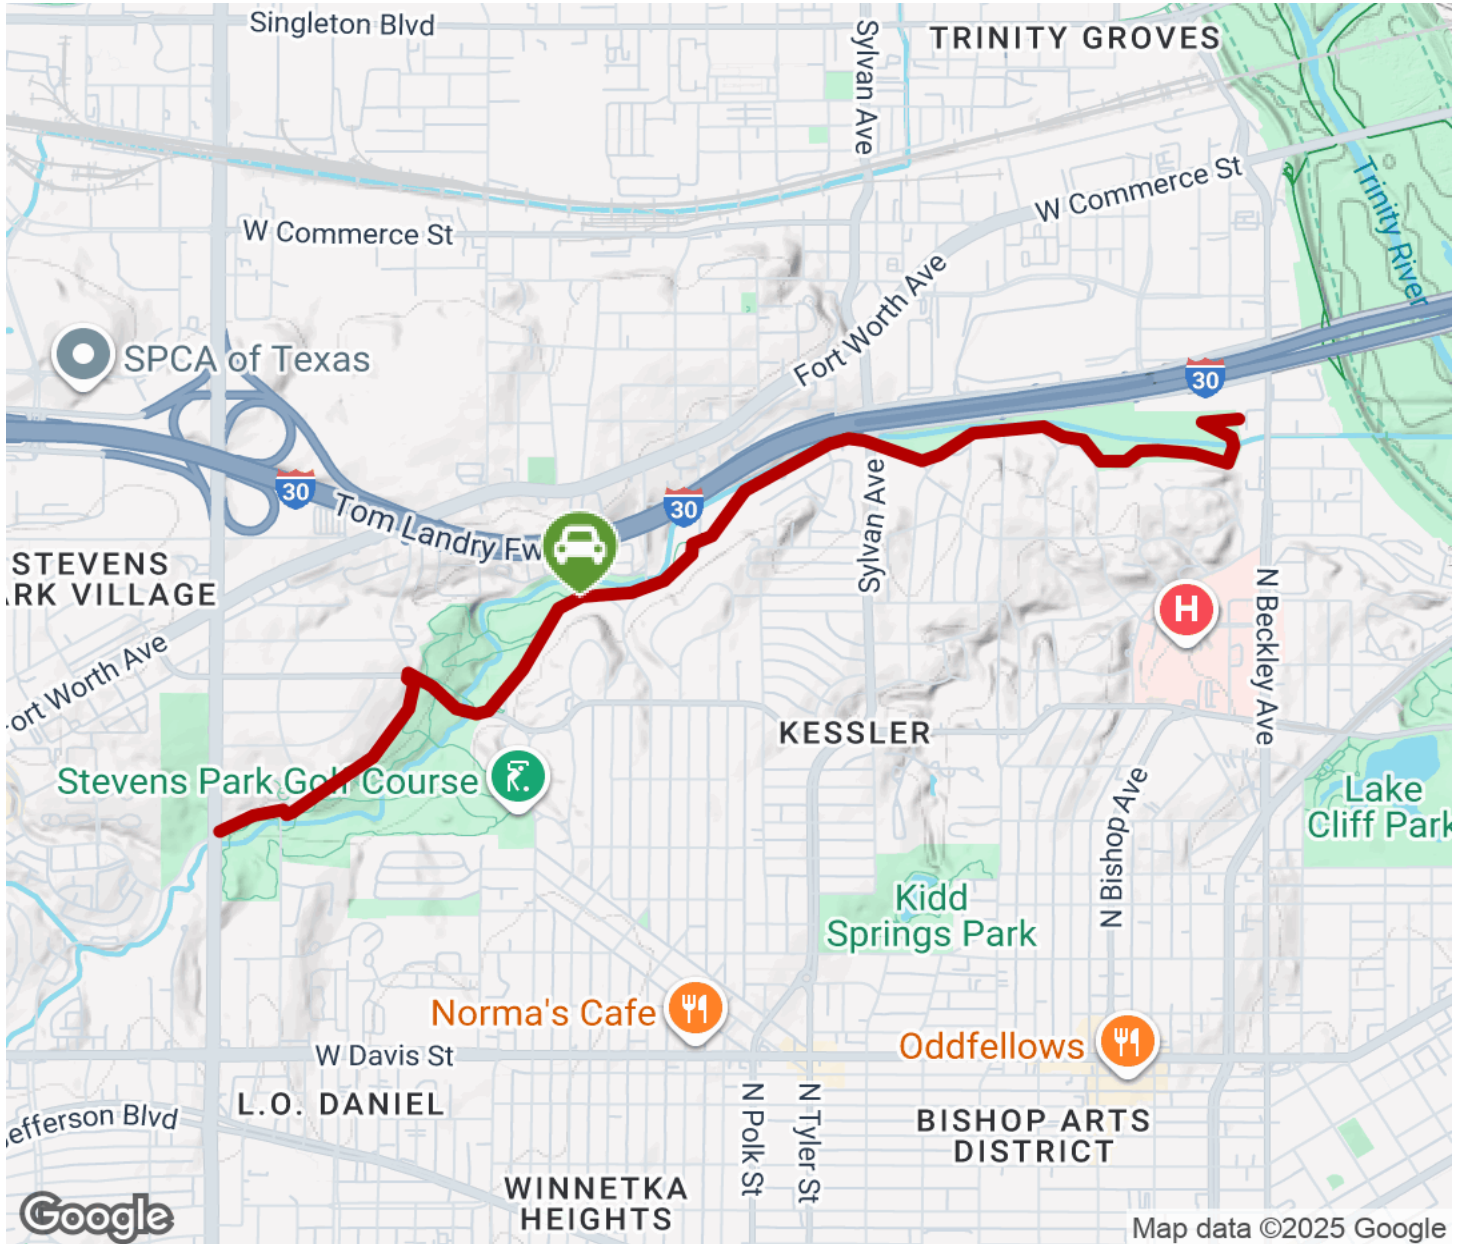 Singleton Blvd
Sylvan Ave
TRINITY GROVES
W Commerce St
W Commerce St
Trinity River
Fort Worth Ave
SPCA of Texas
30
30
30
Tom Landry Fw
STEVENS
RK VILLAGE
Sylvan Ave
H
N Beckley Ave
ort Worth Ave
KESSLER
Stevens Park Golf Course
Lake
Cliff Park
N Bishop Ave
Kidd
Springs Park
Norma's Cafe
Oddfellows
W Davis St
L.O. DANIEL
efferson Blvd
N Polk St
N Tyler St
BISHOP ARTS
DISTRICT
WINNETKA
HEIGHTS
Google
Map data ©2025 Google